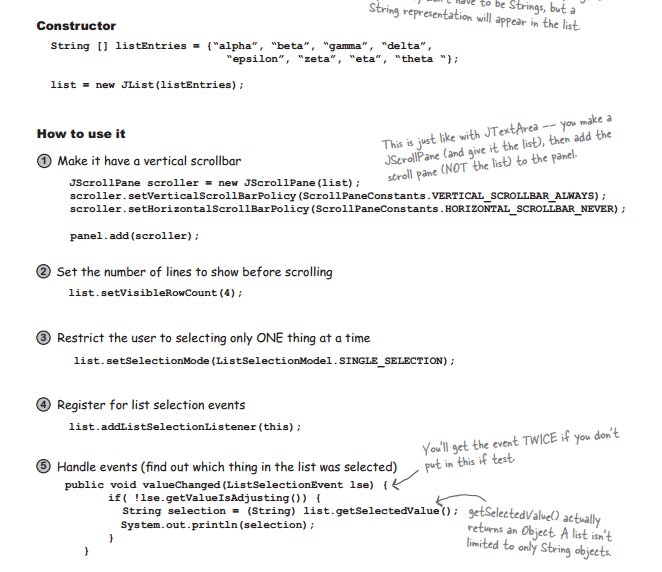 have to be Strings, but a
String representation will appear in the list.
Constructor
String [] listEntries = {“alpha”, “beta”, “gamma”, “delta”,
“epsilon”, “zeta”, “eta”, “theta “};
list = new JList(listEntries);
How to use it
This is just like with JTextArea -- you make a
JScrollPane (and give it the list), then add the
scroll pane (NOT the list) to the panel.
1 Make it have a vertical scrollbar
JScrollPane scroller = new JScrollPane(list);
scroller.setVerticalScrollBarPolicy(ScrollPaneConstants.VERTICAL_SCROLLBAR_ALWAYS);
scroller.setHorizontalScrollBarPolicy(ScrollPaneConstants.HORIZONTAL_SCROLLBAR_NEVER);
panel.add(scroller);
2 Set the number of lines to show before scrolling
list.setVisibleRowCount(4);
3 Restrict the user to selecting only ONE thing at a time
list.setSelectionMode(ListSelectionModel.SINGLE_SELECTION);
4 Register for list selection events
list.addListSelectionListener(this);
You'll get the event TWICE if you don't
put in this if test.
5 Handle events (find out which thing in the list was selected)
public void valueChanged(ListSelectionEvent lse) {
if( !lse.getValueIsAdjusting()) {
String selection = (String) list.getSelectedValue();
System.out.println(selection);
}
}
getSelectedValue() actually
returns an Object. A list isn't
limited to only String objects.